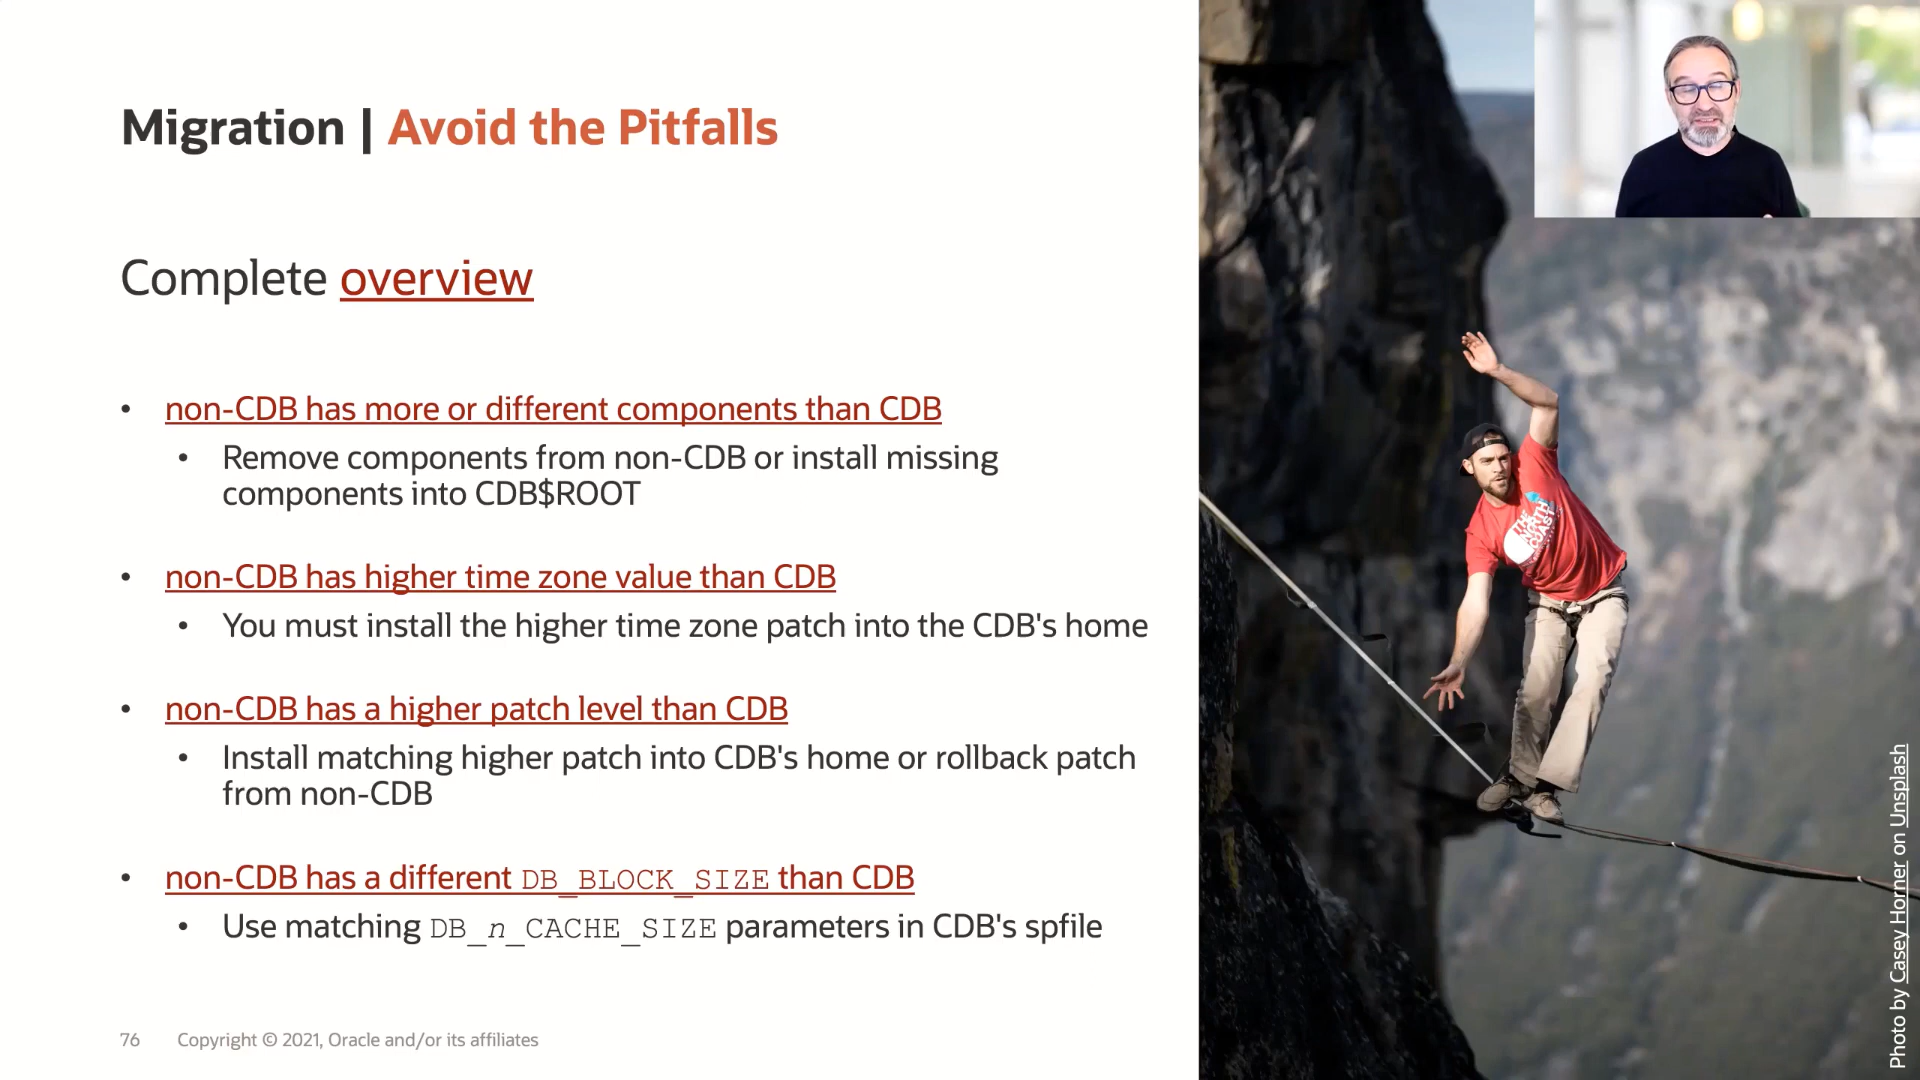 Migration | Avoid the Pitfalls
Complete overview
• non-CDB has more or different components than CDB
• Remove components from non-CDB or install missing
components into CDB$ROOT
• non-CDB has higher time zone value than CDB
• You must install the higher time zone patch into the CDB's home
• non-CDB has a higher patch level than CDB
• Install matching higher patch into CDB's home or rollback patch
from non-CDB
• non-CDB has a different DB_BLOCK_SIZE than CDB
• Use matching DB_n_CACHE_SIZE parameters in CDB's spfile
76 Copyright © 2021, Oracle and/or its affiliates
THE
NORTH
COAST
Photo by Casey Horner on Unsplash